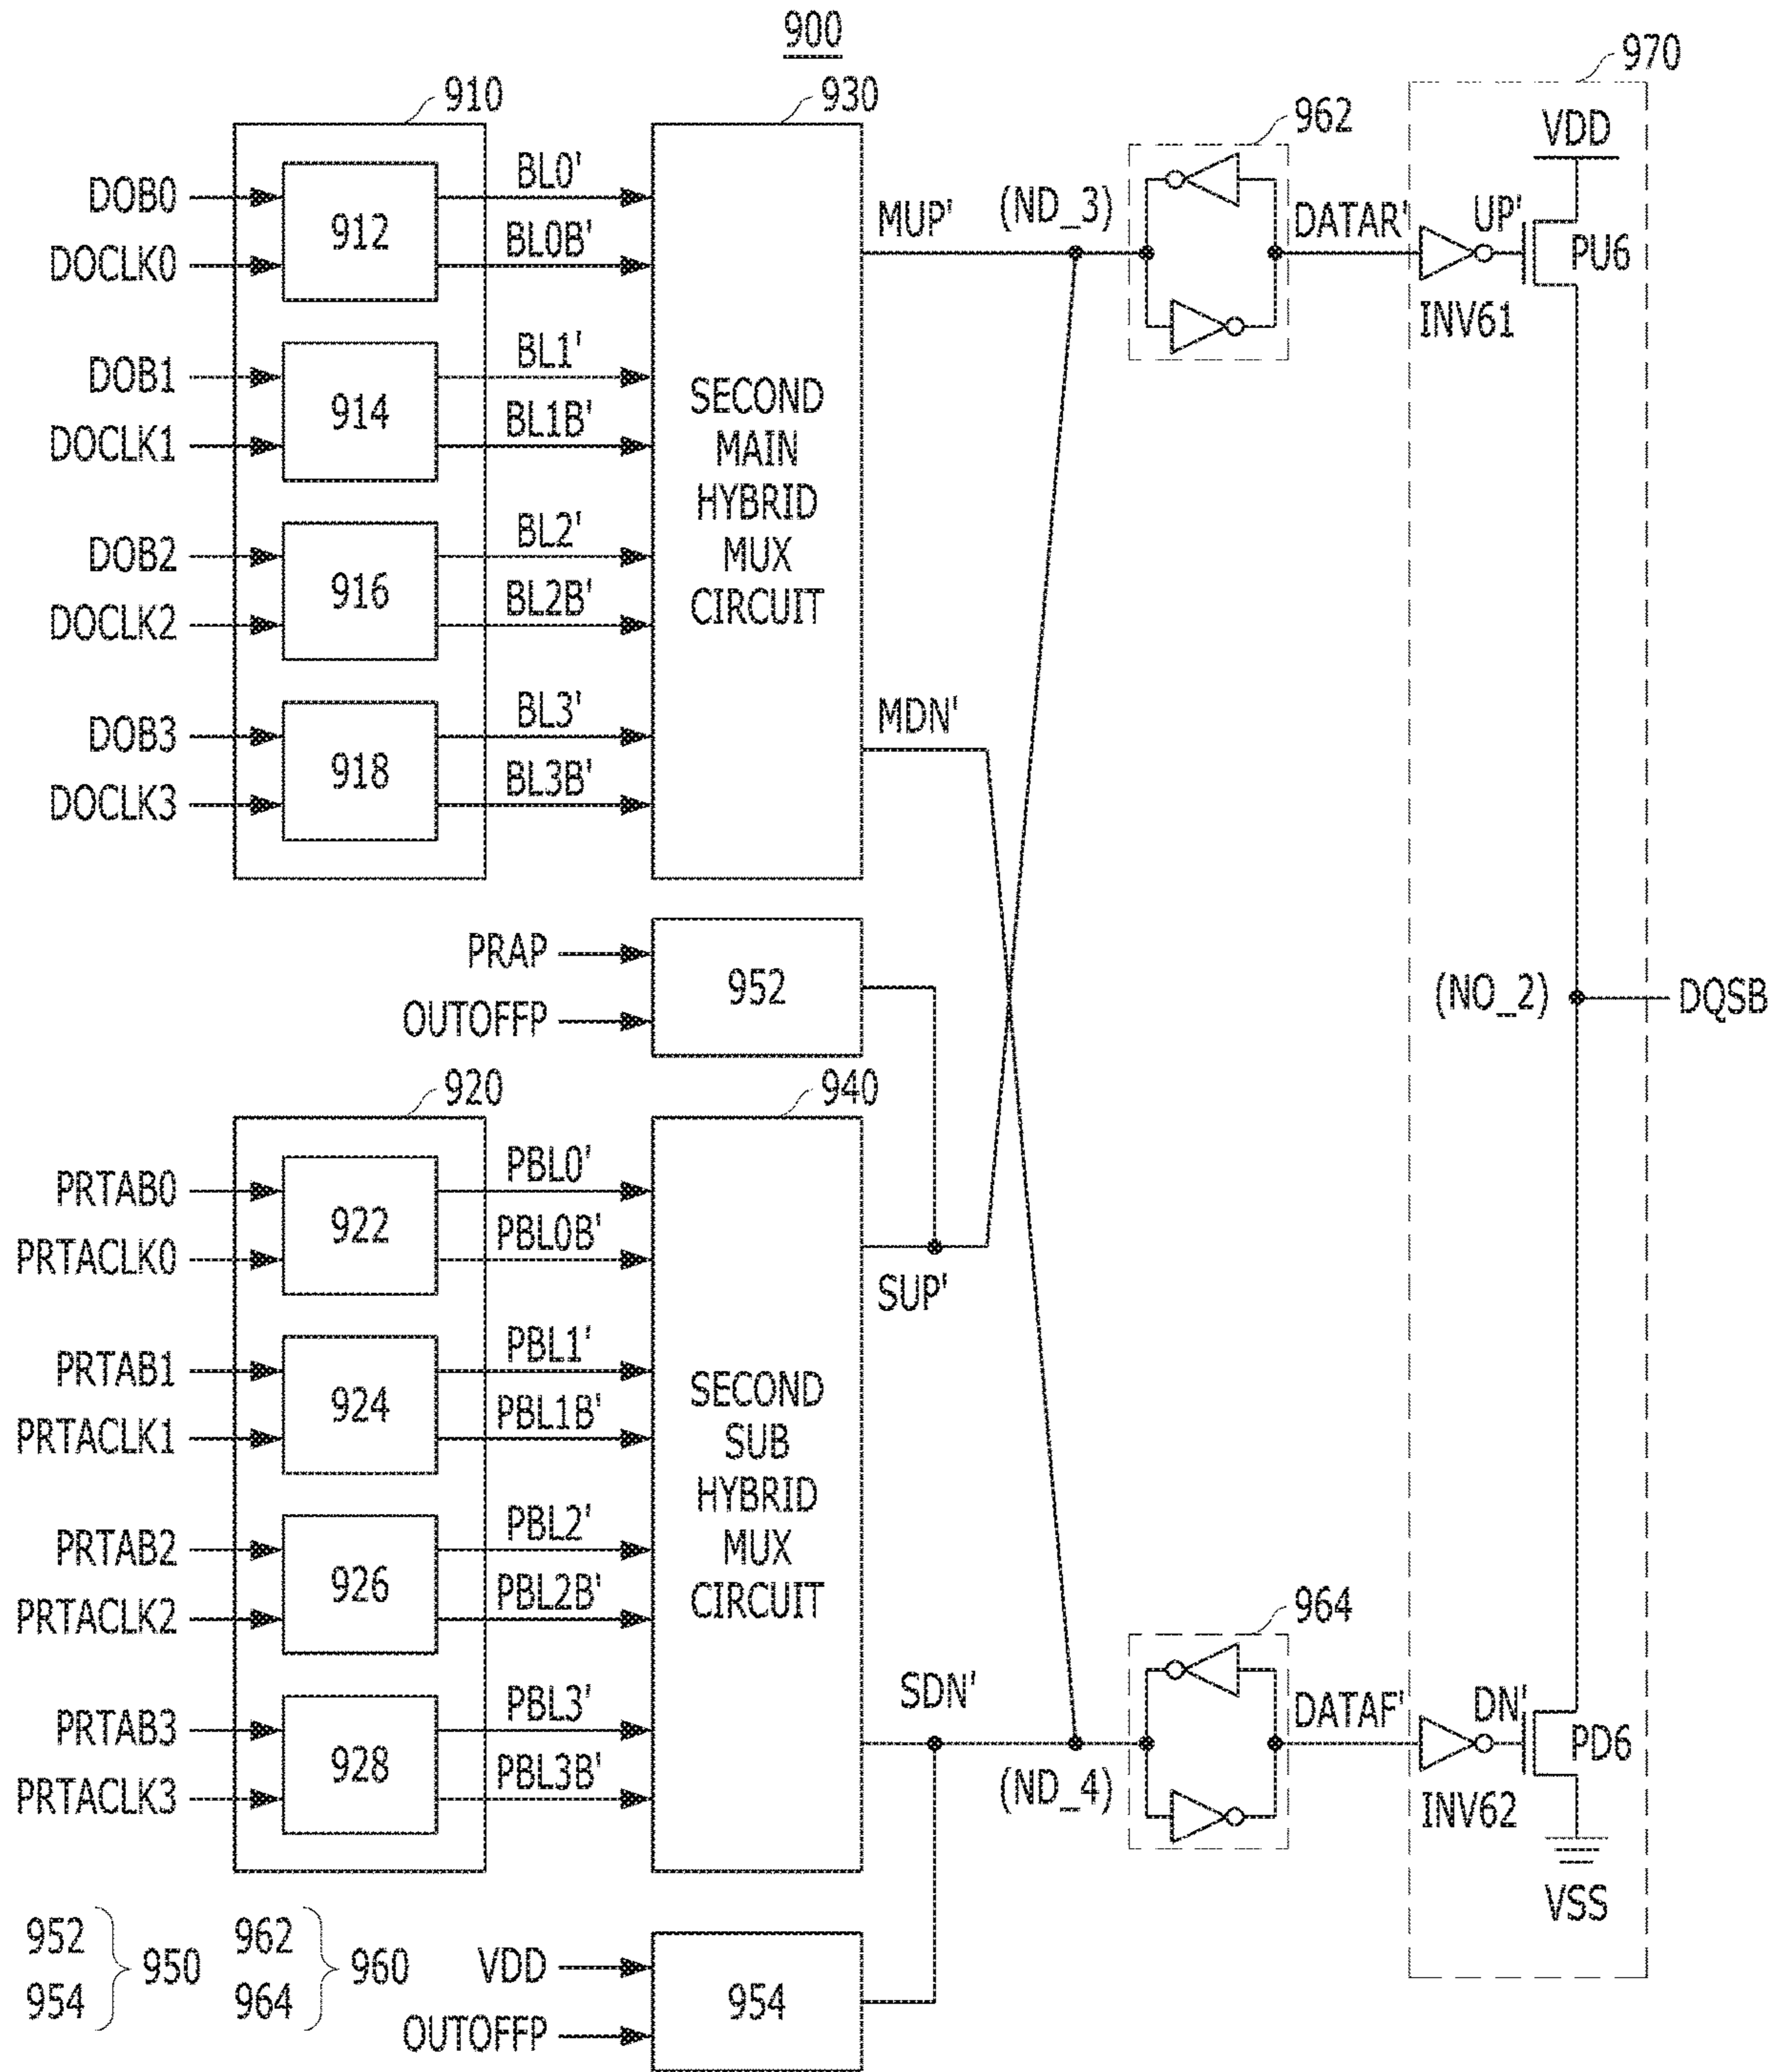 900
910
930
962
970
DOB0
DOCLK0
912
BL0'
BL0B'
DOB1
DOCLK1
914
BL1'
BL1B'
DOB2
DOCLK2
916
BL2'
BL2B'
DOB3
DOCLK3
918
BL3'
BL3B'
SECOND
MAIN
HYBRID
MUX
CIRCUIT
MUP'
(ND_3)
DATAR'
INV61
UP'
VDD
PU6
MDN'
PRAP
OUTOFFP
952
(NO_2)
DQSB
920
940
PRTAB0
PRTACLK0
922
PBL0'
PBL0B'
PRTAB1
PRTACLK1
924
PBL1'
PBL1B'
PRTAB2
PRTACLK2
926
PBL2'
PBL2B'
PRTAB3
PRTACLK3
928
PBL3'
PBL3B'
SECOND
SUB
HYBRID
MUX
CIRCUIT
SUP'
SDN'
(ND_4)
964
DATAF'
INV62
DN'
PD6
VSS
952
954
950
962
964
960
VDD
OUTOFFP
954